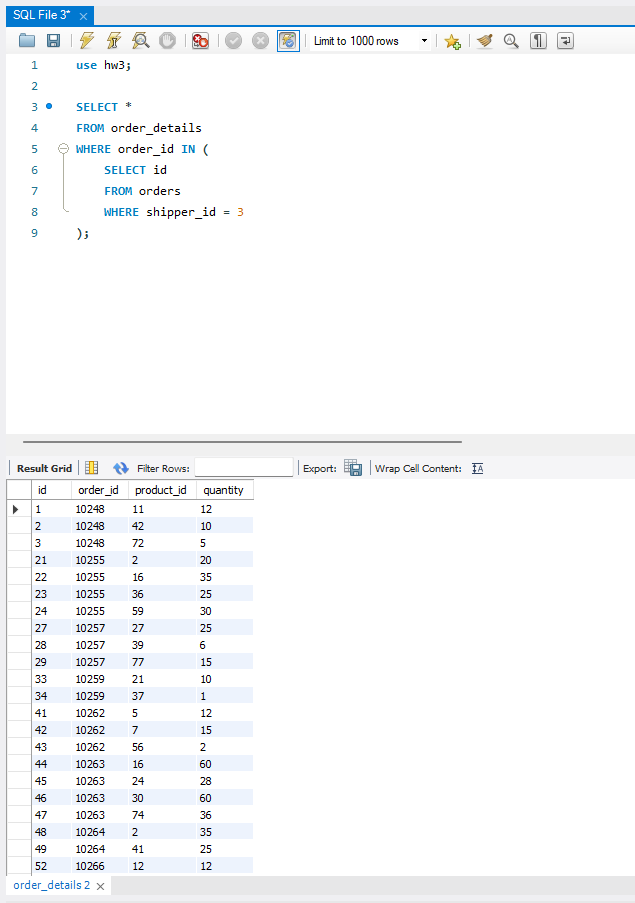 SQL File 3*
Limit to 1000 rows
1 use hw3;
2
3 SELECT *
4 FROM order_details
5 WHERE order_id IN (
6 SELECT id
7 FROM orders
8 WHERE shipper_id = 3
9 );
Result Grid Filter Rows: Export: Wrap Cell Content:
id order_id product_id quantity
1 10248 11 12
2 10248 42 10
3 10248 72 5
21 10255 2 20
22 10255 16 35
23 10255 36 25
24 10255 59 30
27 10257 27 25
28 10257 39 6
29 10257 77 15
33 10259 21 10
34 10259 37 1
41 10262 5 12
42 10262 7 15
43 10262 56 2
44 10263 16 60
45 10263 24 28
46 10263 30 60
47 10263 74 36
48 10264 2 35
49 10264 41 25
52 10266 12 12
order_details 2